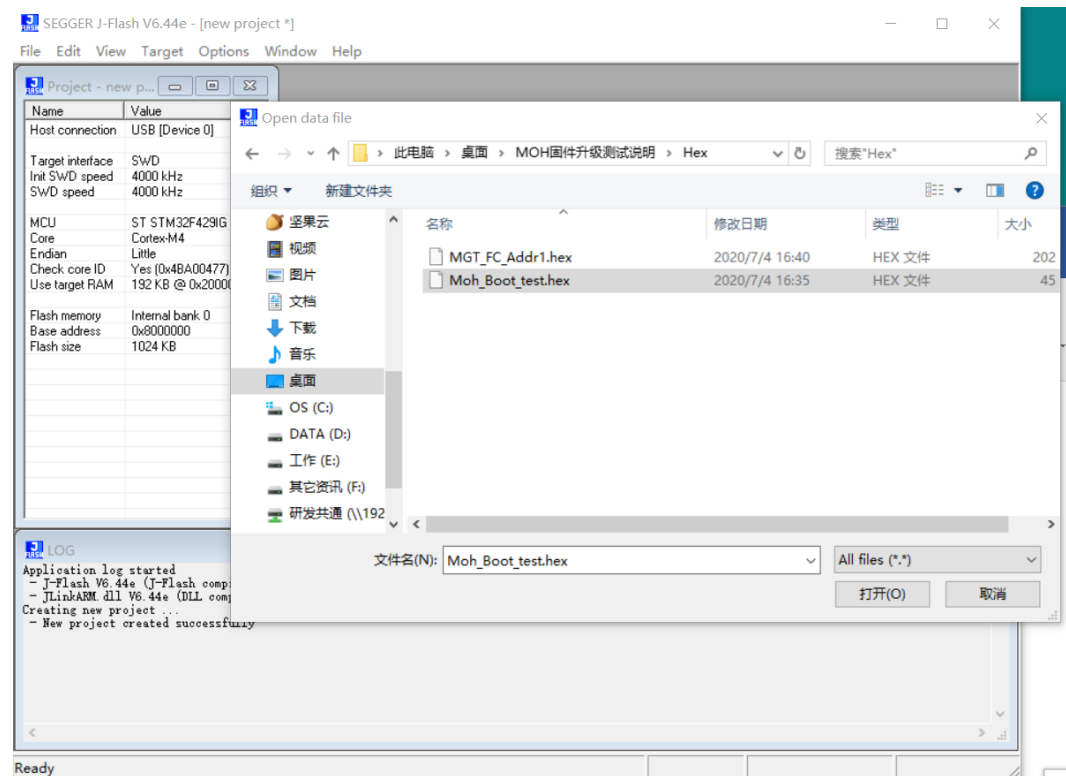 SEGGER J-Flash V6.44e - [new project *]
File Edit View Target Options Window Help
Project - new p...
Name Value
Host connection USB [Device 0]
Target interface SWD
Init SWD speed 4000 kHz
SWD speed 4000 kHz
MCU ST STM32F429IG
Core Cortex-M4
Endian Little
Check core ID Yes (0x4BA00477)
Use target RAM 192 KB @ 0x2000
Flash memory Internal bank 0
Base address 0x8000000
Flash size 1024 KB
Open data file
此电脑 › 桌面 › MOH固件升级测试说明 › Hex
搜索"Hex"
组织 新建文件夹
坚果云
视频
图片
文档
下载
音乐
桌面
OS (C:)
DATA (D:)
工作 (E:)
其它资讯 (F:)
研发共通 (\\192
名称 修改日期 类型 大小
MGT_FC_Addr1.hex 2020/7/4 16:40 HEX 文件 202
Moh_Boot_test.hex 2020/7/4 16:35 HEX 文件 45
文件名(N): Moh_Boot_test.hex All files (*.*)
打开(O) 取消
LOG
Application log started
- J-Flash V6.44e (J-Flash comp
- JLinkARM.dll V6.44e (DLL com
Creating new project ...
- New project created successfully
Ready